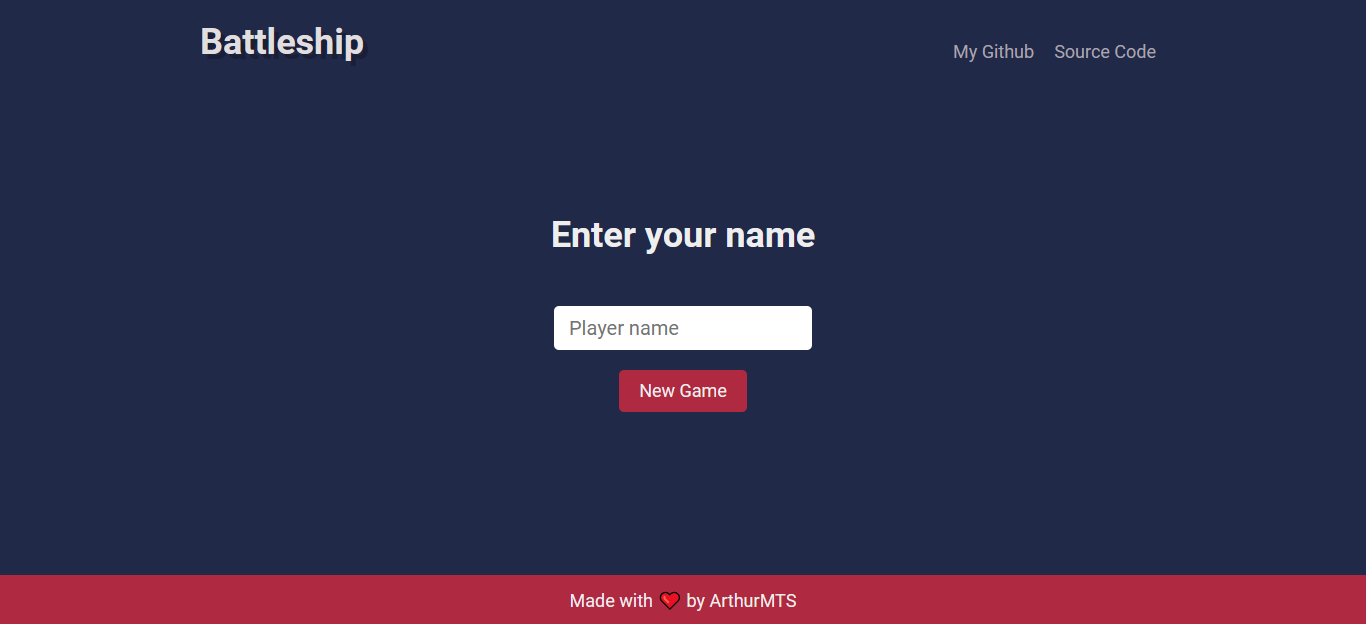 Battleship
My Github Source Code
Enter your name
Player name
New Game
Made with ❤ by ArthurMTS